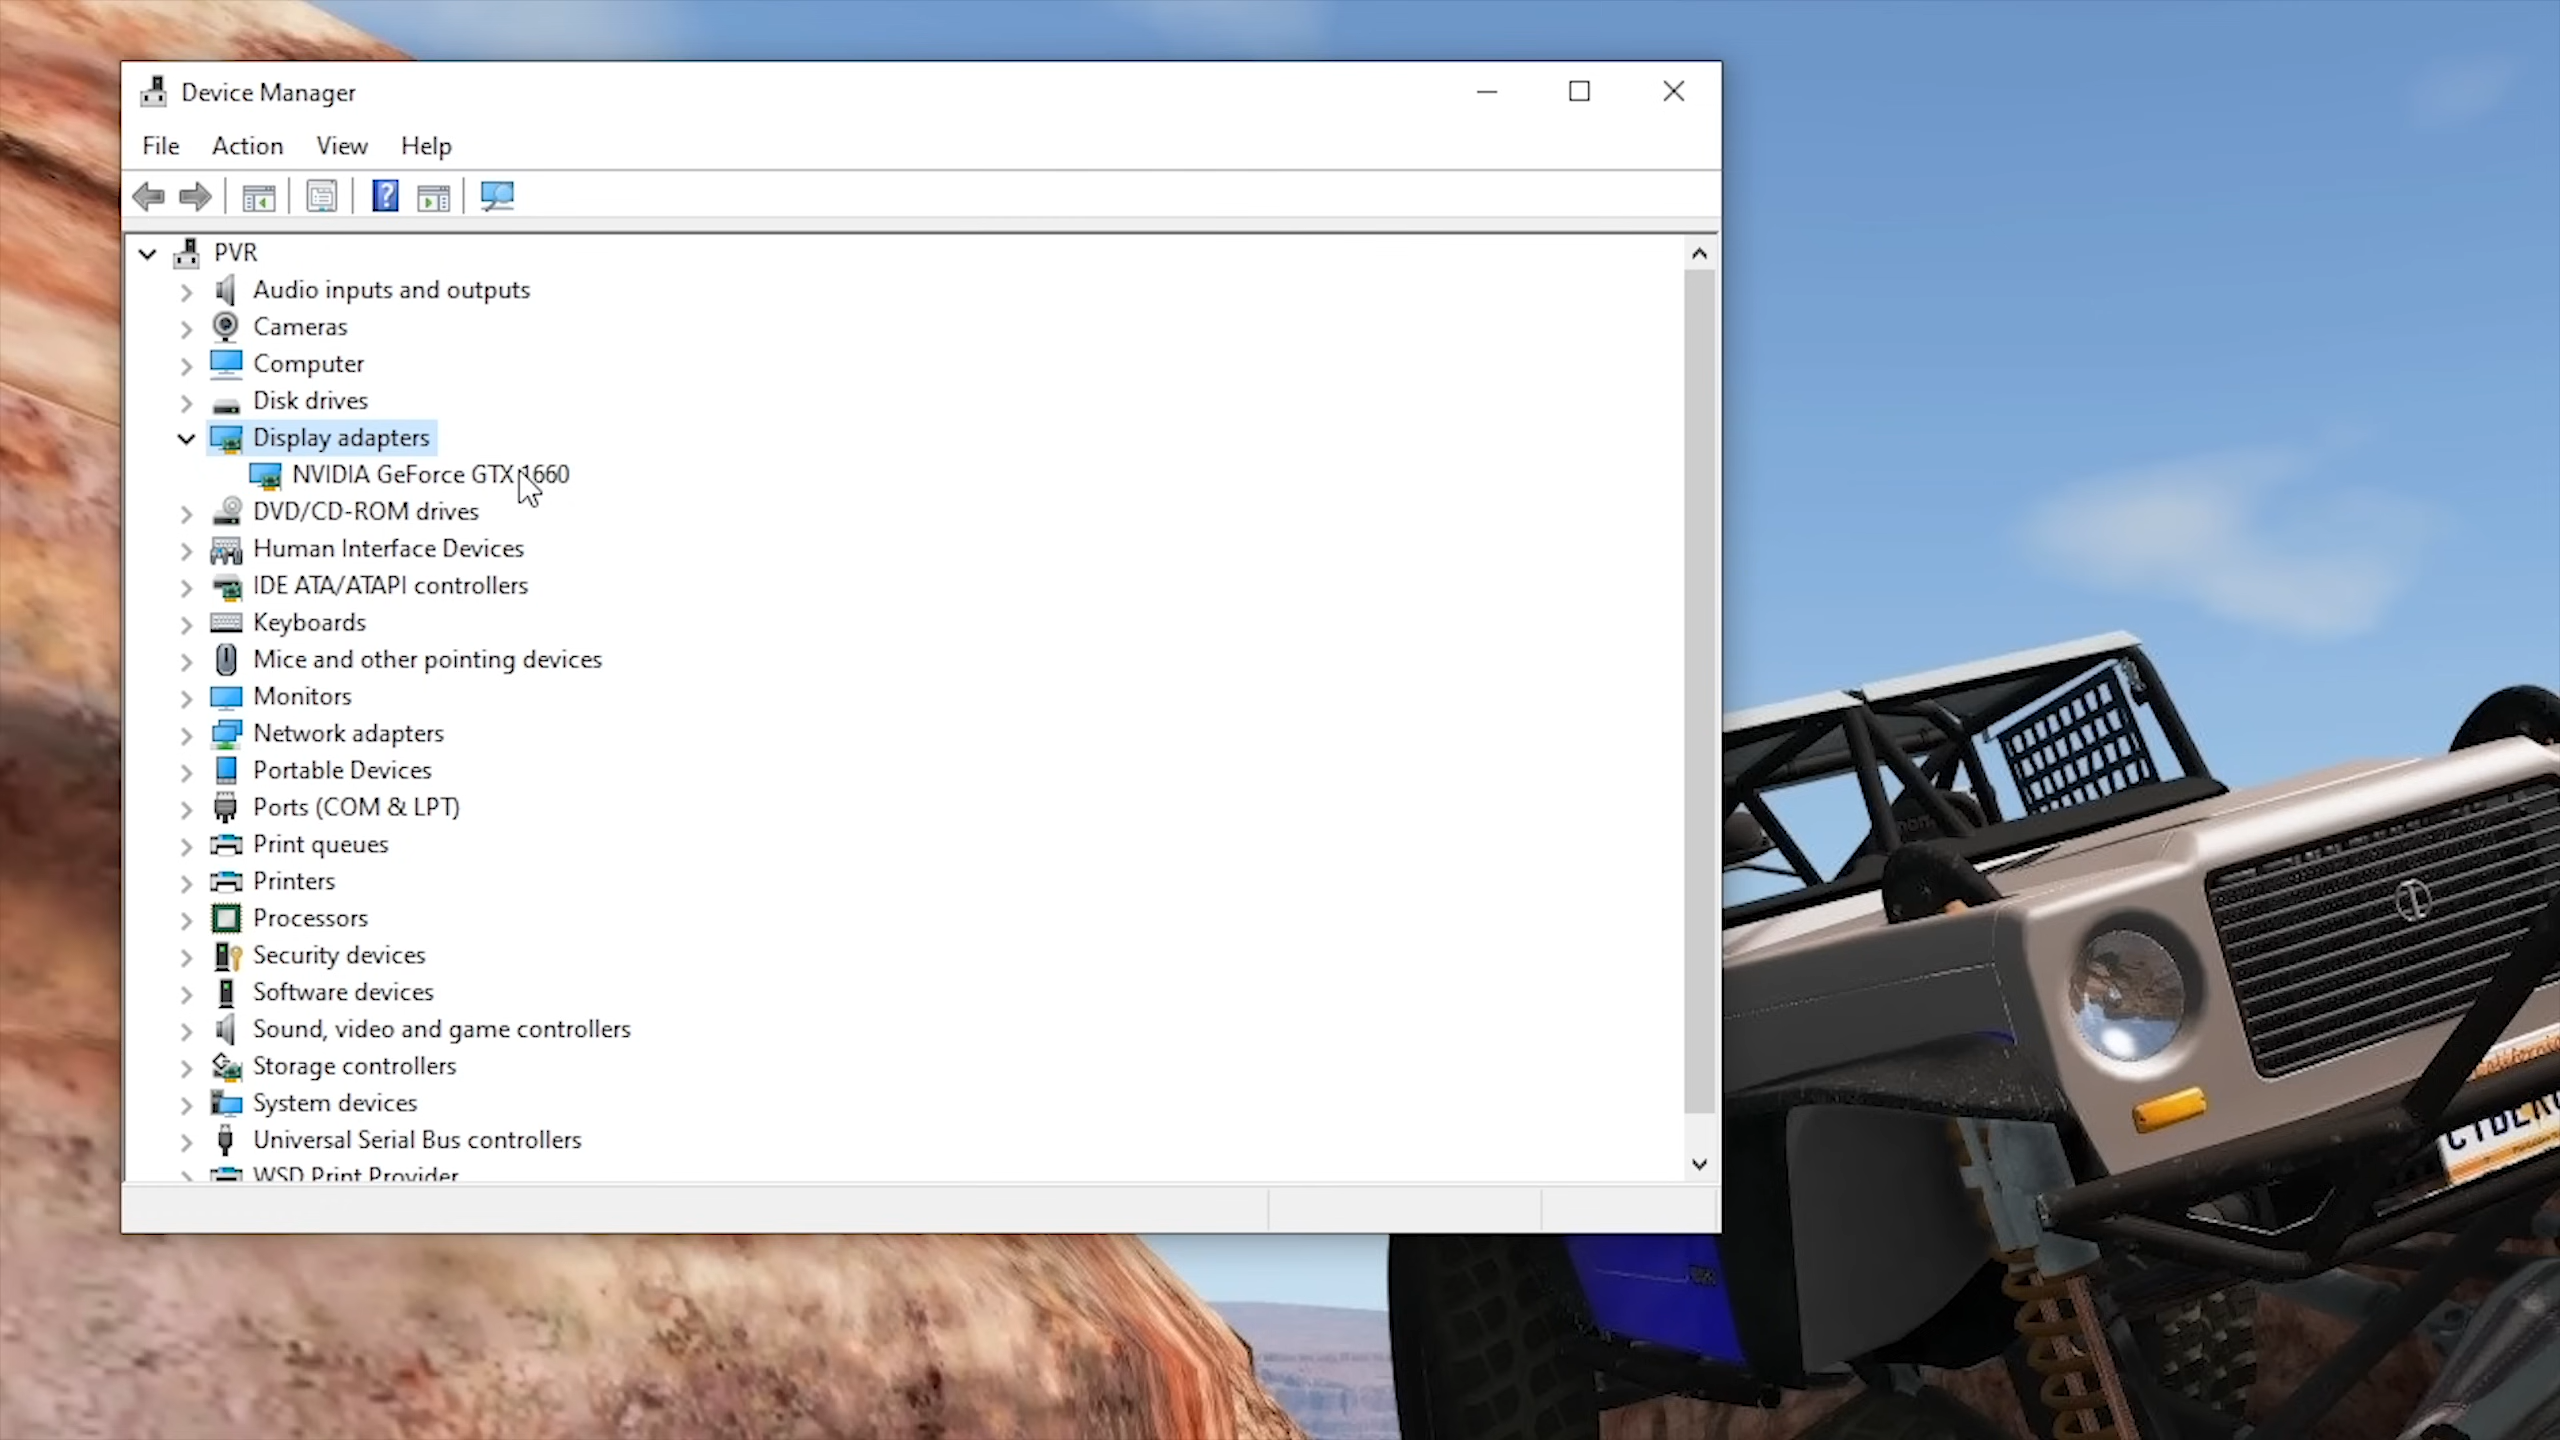 Device Manager
File Action View Help
PVR
Audio inputs and outputs
Cameras
Computer
Disk drives
Display adapters
NVIDIA GeForce GTX 1660
DVD/CD-ROM drives
Human Interface Devices
IDE ATA/ATAPI controllers
Keyboards
Mice and other pointing devices
Monitors
Network adapters
Portable Devices
Ports (COM & LPT)
Print queues
Printers
Processors
Security devices
Software devices
Sound, video and game controllers
Storage controllers
System devices
Universal Serial Bus controllers
WSD Print Provider